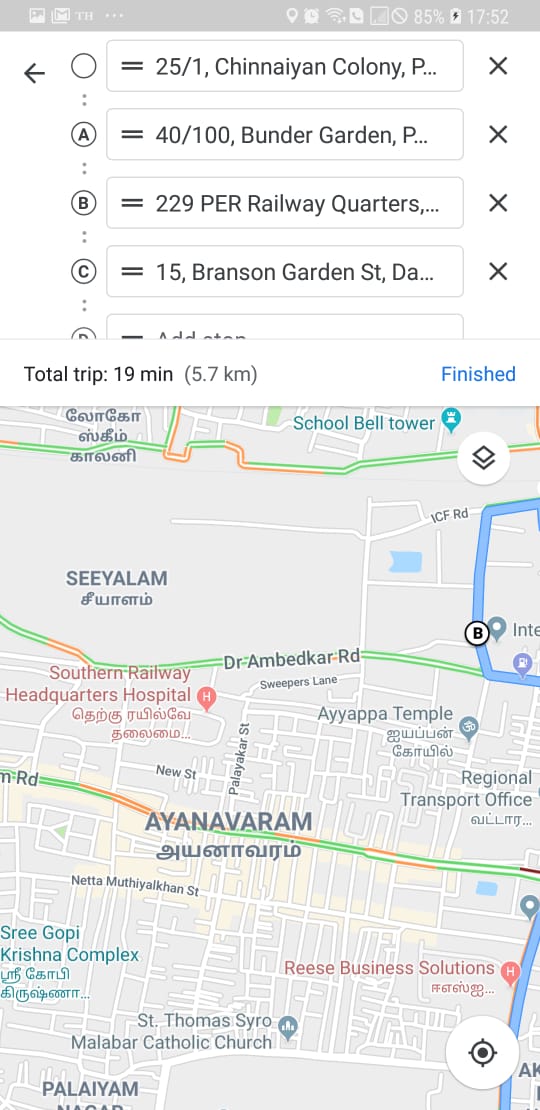 TH 85% 17:52
25/1, Chinnaiyan Colony, P...
A 40/100, Bunder Garden, P...
B 229 PER Railway Quarters,...
C 15, Branson Garden St, Da...
Total trip: 19 min (5.7 km) Finished
லோகோ
ஸ்கீம்
காலனி
School Bell tower
ICF Rd
SEEYALAM
சீயாளம்
B Inte
Dr Ambedkar Rd
Sweepers Lane
Southern Railway
Headquarters Hospital H
தெற்கு ரயில்வே
தலைமை...
Ayyappa Temple
ஐயப்பன்
கோயில்
Palayakar St
New St
m Rd
Regional
Transport Office
வட்டார...
AYANAVARAM
அயனாவரம்
Netta Muthiyalkhan St
Sree Gopi
Krishna Complex
ஸ்ரீ கோபி
கிருஷ்ணா...
Reese Business Solutions H
ஈஎஸ்ஐ...
St. Thomas Syro
Malabar Catholic Church
AK
PALAIYAM